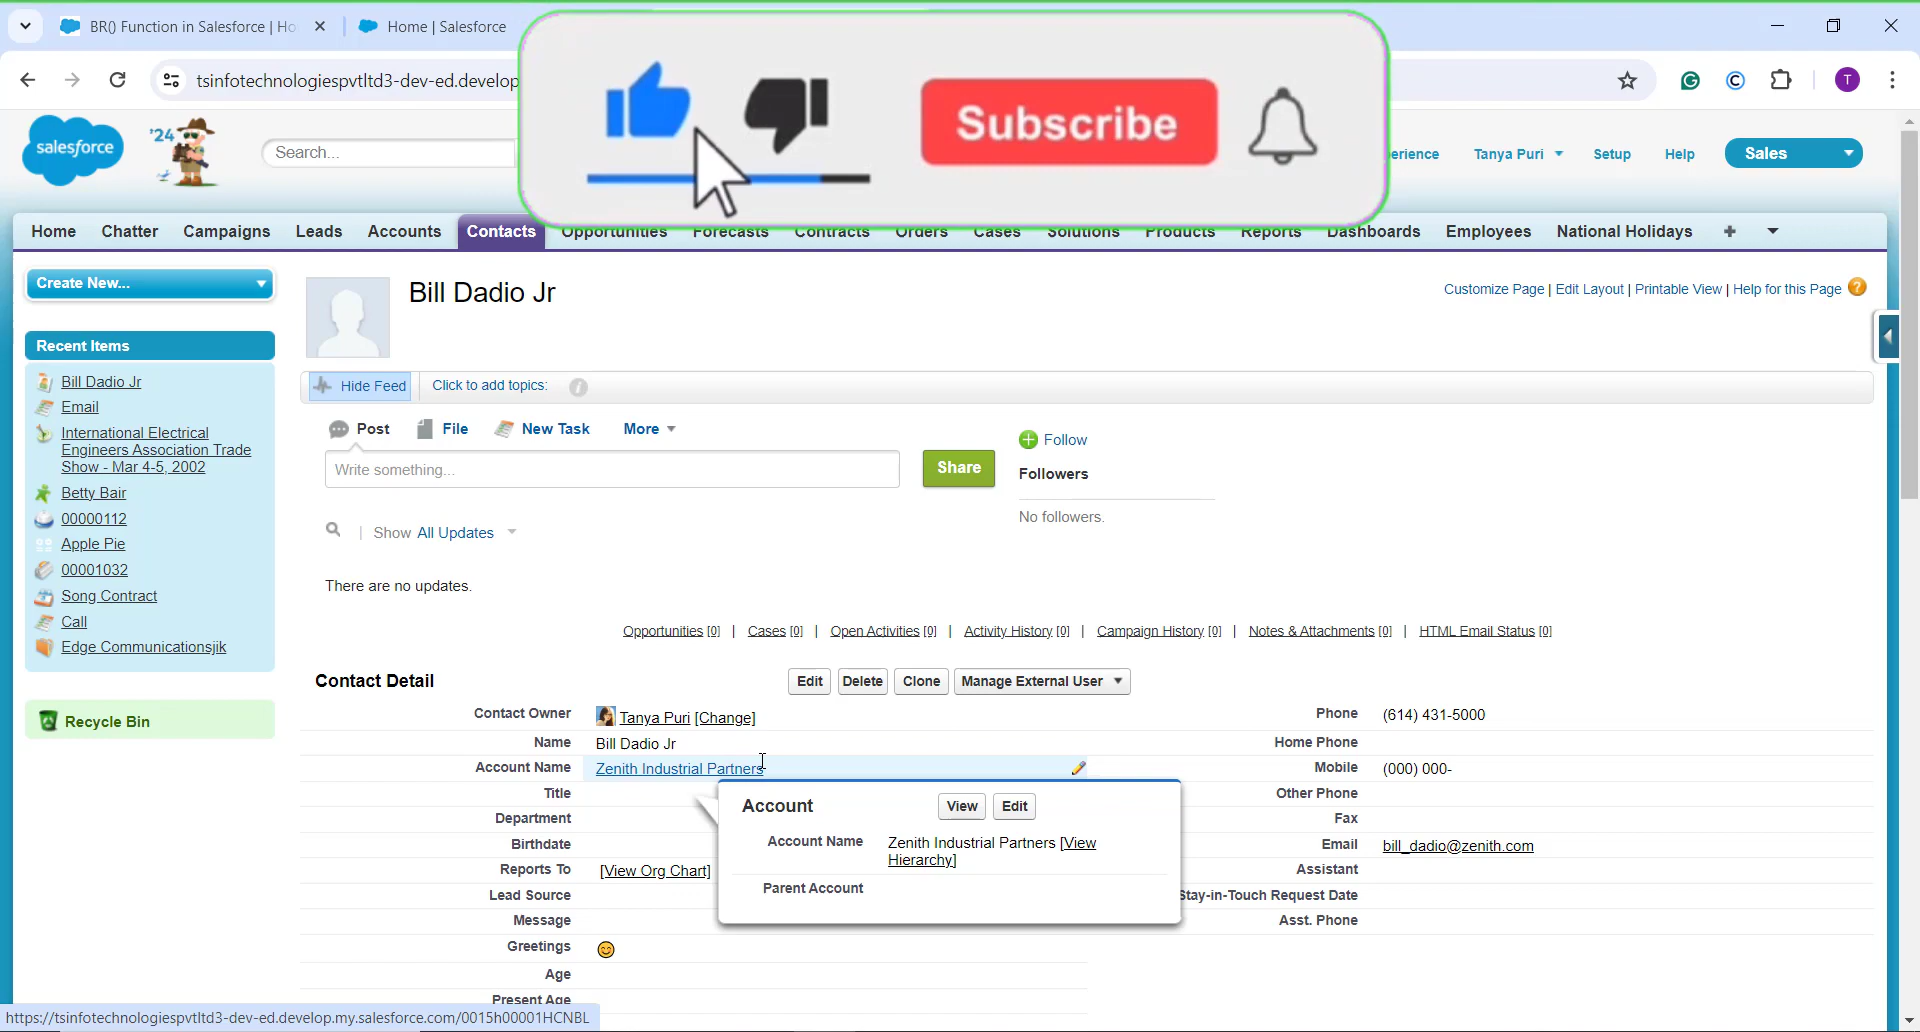 BR() Function in Salesforce | Ho
Home | Salesforce
tsinfotechnologiespvtltd3-dev-ed.develop
T
Subscribe
salesforce
'24
Search...
erience
Tanya Puri
Setup
Help
Sales
Home
Chatter
Campaigns
Leads
Accounts
Contacts
Opportunities
Forecasts
Contracts
Orders
Cases
Solutions
Products
Reports
Dashboards
Employees
National Holidays
Create New...
Bill Dadio Jr
Customize Page | Edit Layout | Printable View | Help for this Page
Recent Items
Bill Dadio Jr
Email
International Electrical
Engineers Association Trade
Show - Mar 4-5, 2002
Betty Bair
00000112
Apple Pie
00001032
Song Contract
Call
Edge Communicationsjik
Recycle Bin
Hide Feed
Click to add topics:
Post
File
New Task
More
Write something...
Share
Follow
Followers
No followers.
Show All Updates
There are no updates.
Opportunities [0] | Cases [0] | Open Activities [0] | Activity History [0] | Campaign History [0] | Notes & Attachments [0] | HTML Email Status [0]
Contact Detail
Edit
Delete
Clone
Manage External User
Contact Owner
Tanya Puri [Change]
Phone
(614) 431-5000
Name
Bill Dadio Jr
Home Phone
Account Name
Zenith Industrial Partners
Mobile
(000) 000-
Title
Other Phone
Department
Fax
Birthdate
Email
bill_dadio@zenith.com
Reports To
[View Org Chart]
Assistant
Lead Source
Stay-in-Touch Request Date
Message
Asst. Phone
Greetings
Age
Present Age
Account
View
Edit
Account Name
Zenith Industrial Partners [View
Hierarchy]
Parent Account
https://tsinfotechnologiespvtltd3-dev-ed.develop.my.salesforce.com/0015h00001HCNBL